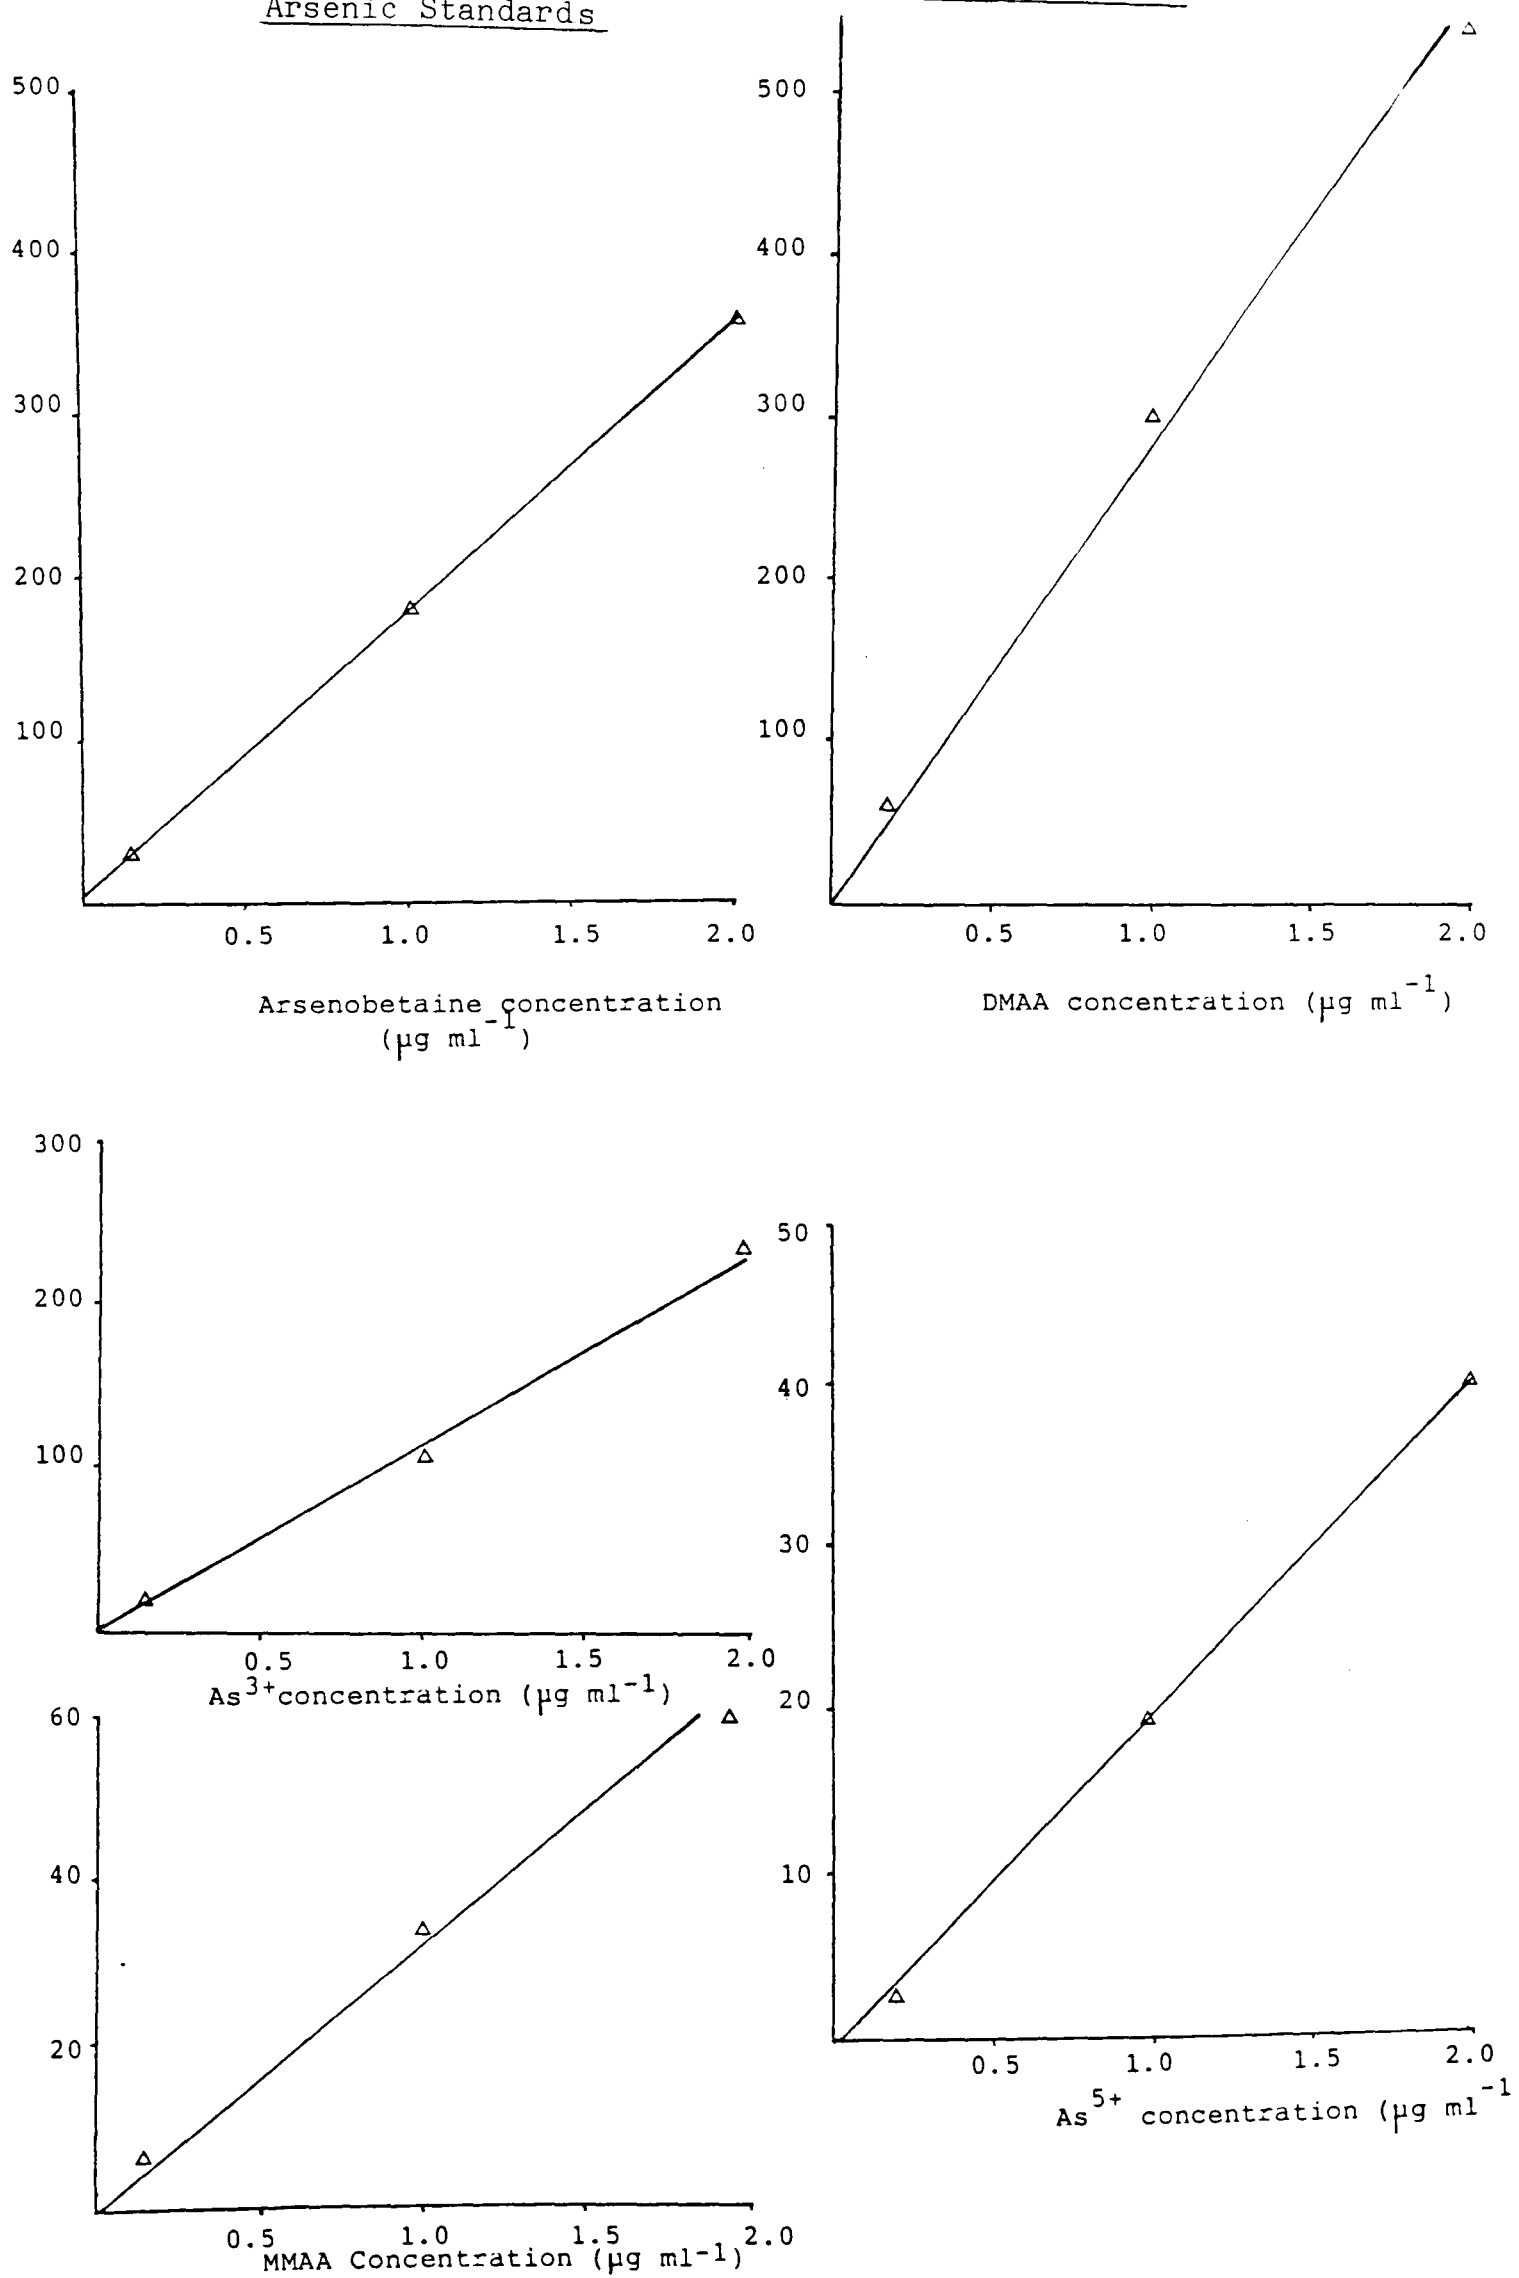 Arsenic Standards
500
400
300
200
100
0.5 1.0 1.5 2.0
Arsenobetaine concentration
(µg ml⁻¹)
500
400
300
200
100
0.5 1.0 1.5 2.0
DMAA concentration (µg ml⁻¹)
300
200
100
0.5 1.0 1.5 2.0
As³⁺concentration (µg ml⁻¹)
60
40
20
0.5 1.0 1.5 2.0
MMAA Concentration (µg ml-1)
50
40
30
20
10
0.5 1.0 1.5 2.0
As⁵⁺ concentration (µg ml⁻¹